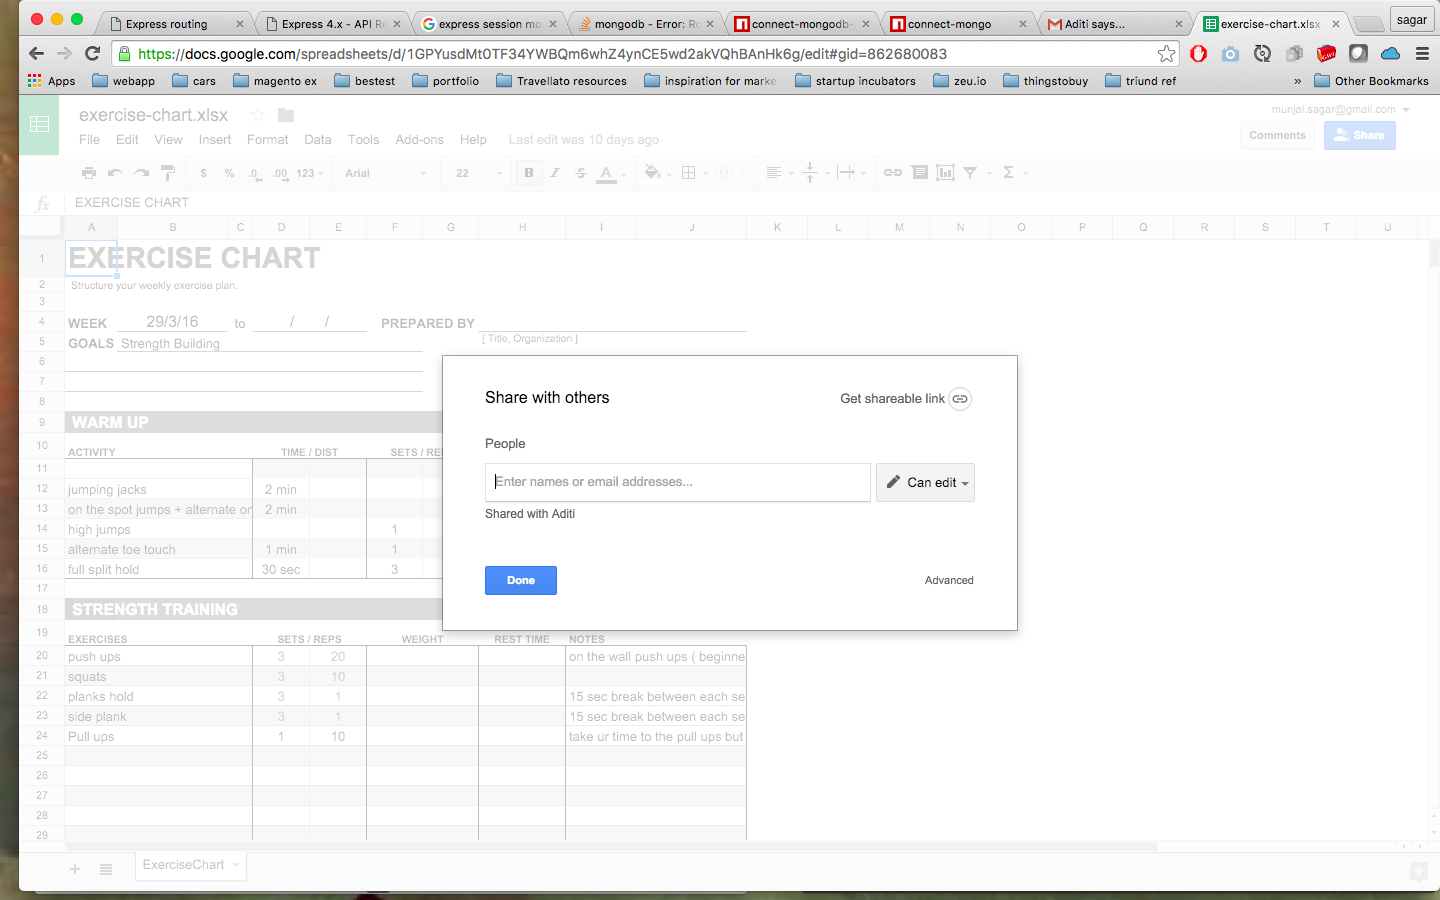 Express routing
Express 4.x - API Re
express session mo
mongodb - Error: Re
connect-mongodb-
connect-mongo
Aditi says...
exercise-chart.xlsx
sagar
https://docs.google.com/spreadsheets/d/1GPYusdMt0TF34YWBQm6whZ4ynCE5wd2akVQhBAnHk6g/edit#gid=862680083
Apps webapp cars magento ex bestest portfolio Travellato resources inspiration for marke startup incubators zeu.io thingstobuy triund ref » Other Bookmarks
exercise-chart.xlsx
munjal.sagar@gmail.com
File Edit View Insert Format Data Tools Add-ons Help Last edit was 10 days ago
Comments Share
$ % .0 .00 123 Arial 22 B I S A Σ
fx EXERCISE CHART
A B C D E F G H I J K L M N O P Q R S T U
1 EXERCISE CHART
2 Structure your weekly exercise plan.
3
4 WEEK 29/3/16 to / / PREPARED BY
5 GOALS Strength Building [ Title, Organization ]
6
7
8
9 WARM UP
10 ACTIVITY TIME / DIST SETS / RE
11
12 jumping jacks 2 min
13 on the spot jumps + alternate or 2 min
14 high jumps 1
15 alternate toe touch 1 min 1
16 full split hold 30 sec 3
17
18 STRENGTH TRAINING
19 EXERCISES SETS / REPS WEIGHT REST TIME NOTES
20 push ups 3 20 on the wall push ups ( beginne
21 squats 3 10
22 planks hold 3 1 15 sec break between each se
23 side plank 3 1 15 sec break between each se
24 Pull ups 1 10 take ur time to the pull ups but
25
26
27
28
29
Share with others
Get shareable link
People
Enter names or email addresses...
Can edit
Shared with Aditi
Done
Advanced
ExerciseChart